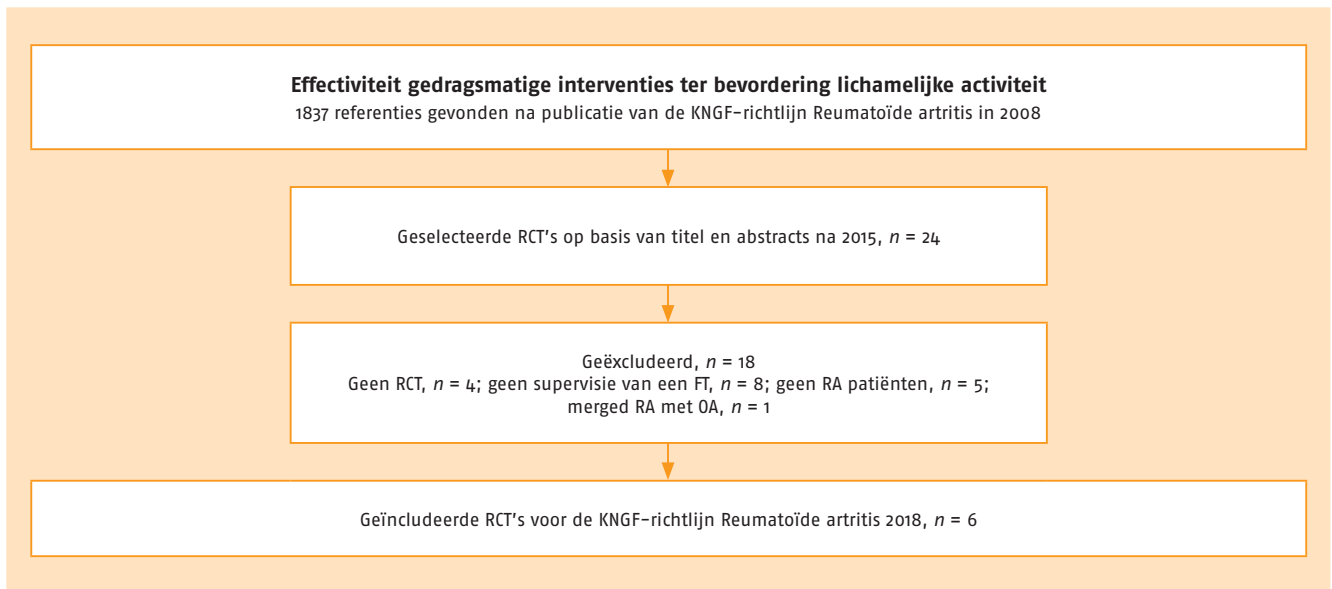 Effectiviteit gedragsmatige interventies ter bevordering lichamelijke activiteit
1837 referenties gevonden na publicatie van de KNGF-richtlijn Reumatoïde artritis in 2008
Geselecteerde RCT's op basis van titel en abstracts na 2015, n = 24
Geëxcludeerd, n = 18
Geen RCT, n = 4; geen supervisie van een FT, n = 8; geen RA patiënten, n = 5;
merged RA met OA, n = 1
Geïncludeerde RCT's voor de KNGF-richtlijn Reumatoïde artritis 2018, n = 6